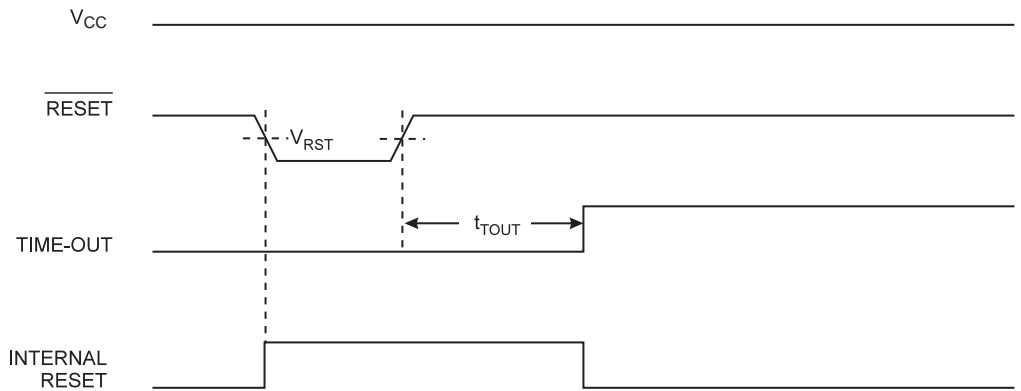 VCC
RESET
VRST
tTOUT
TIME-OUT
INTERNAL
RESET